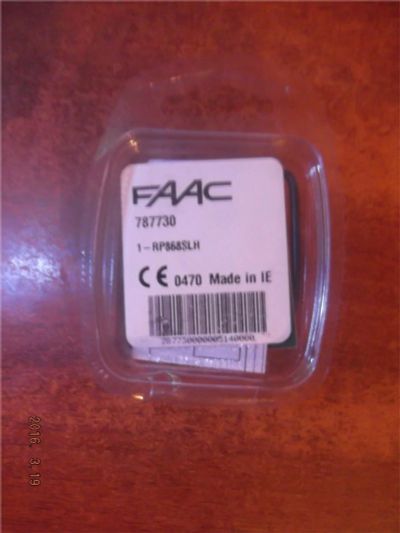 FAAC
787730
1-RP868SLH
CE 0470 Made in IE
2016. 3.19